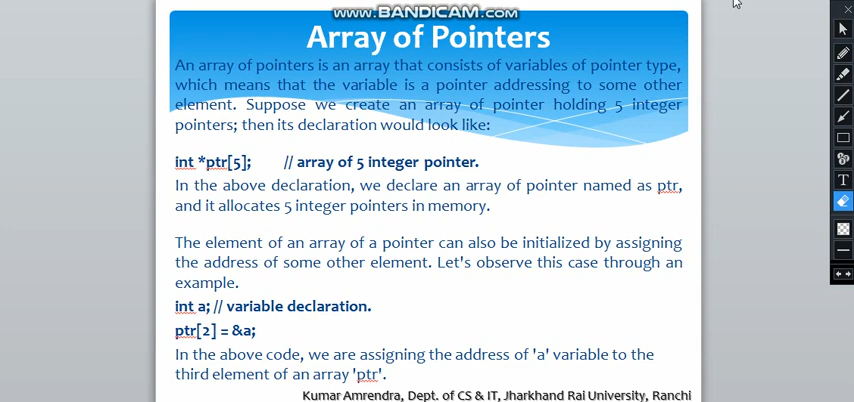 www.BANDICAM.com
Array of Pointers
An array of pointers is an array that consists of variables of pointer type,
which means that the variable is a pointer addressing to some other
element. Suppose we create an array of pointer holding 5 integer
pointers; then its declaration would look like:
int *ptr[5]; // array of 5 integer pointer.
In the above declaration, we declare an array of pointer named as ptr,
and it allocates 5 integer pointers in memory.
The element of an array of a pointer can also be initialized by assigning
the address of some other element. Let's observe this case through an
example.
int a; // variable declaration.
ptr[2] = &a;
In the above code, we are assigning the address of 'a' variable to the
third element of an array 'ptr'.
Kumar Amrendra, Dept. of CS & IT, Jharkhand Rai University, Ranchi